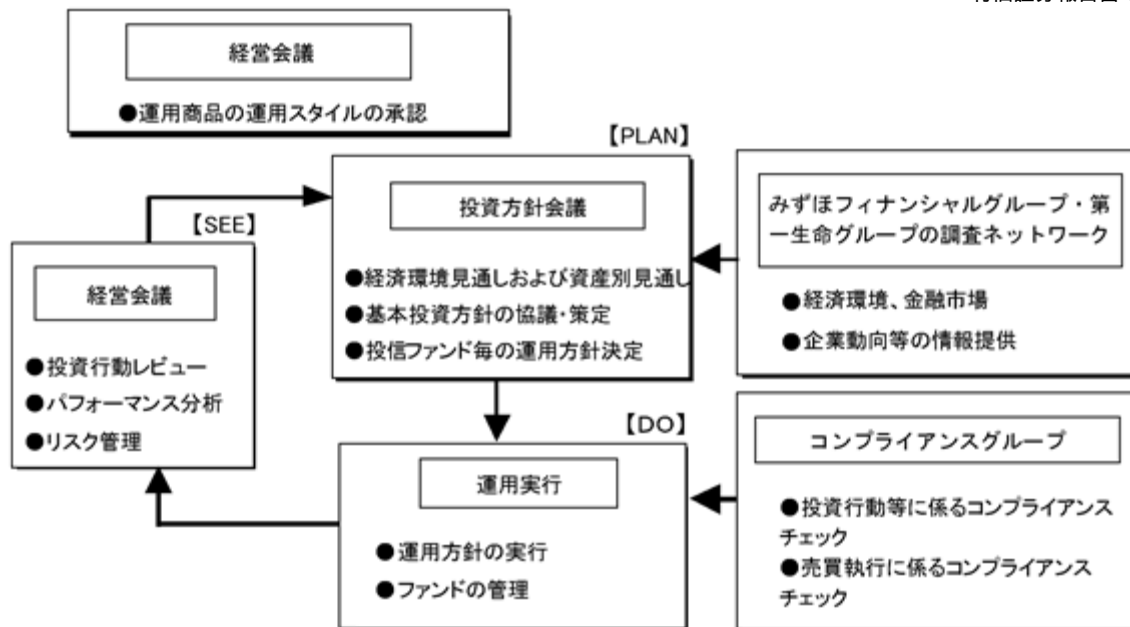 経営会議
●運用商品の運用スタイルの承認
【PLAN】
投資方針会議
●経済環境見通しおよび資産別見通し
●基本投資方針の協議・策定
●投信ファンド毎の運用方針決定
みずほフィナンシャルグループ・第
一生命グループの調査ネットワーク
●経済環境、金融市場
●企業動向等の情報提供
【SEE】
経営会議
●投資行動レビュー
●パフォーマンス分析
●リスク管理
【DO】
運用実行
●運用方針の実行
●ファンドの管理
コンプライアンスグループ
●投資行動等に係るコンプライアンス
チェック
●売買執行に係るコンプライアンス
チェック